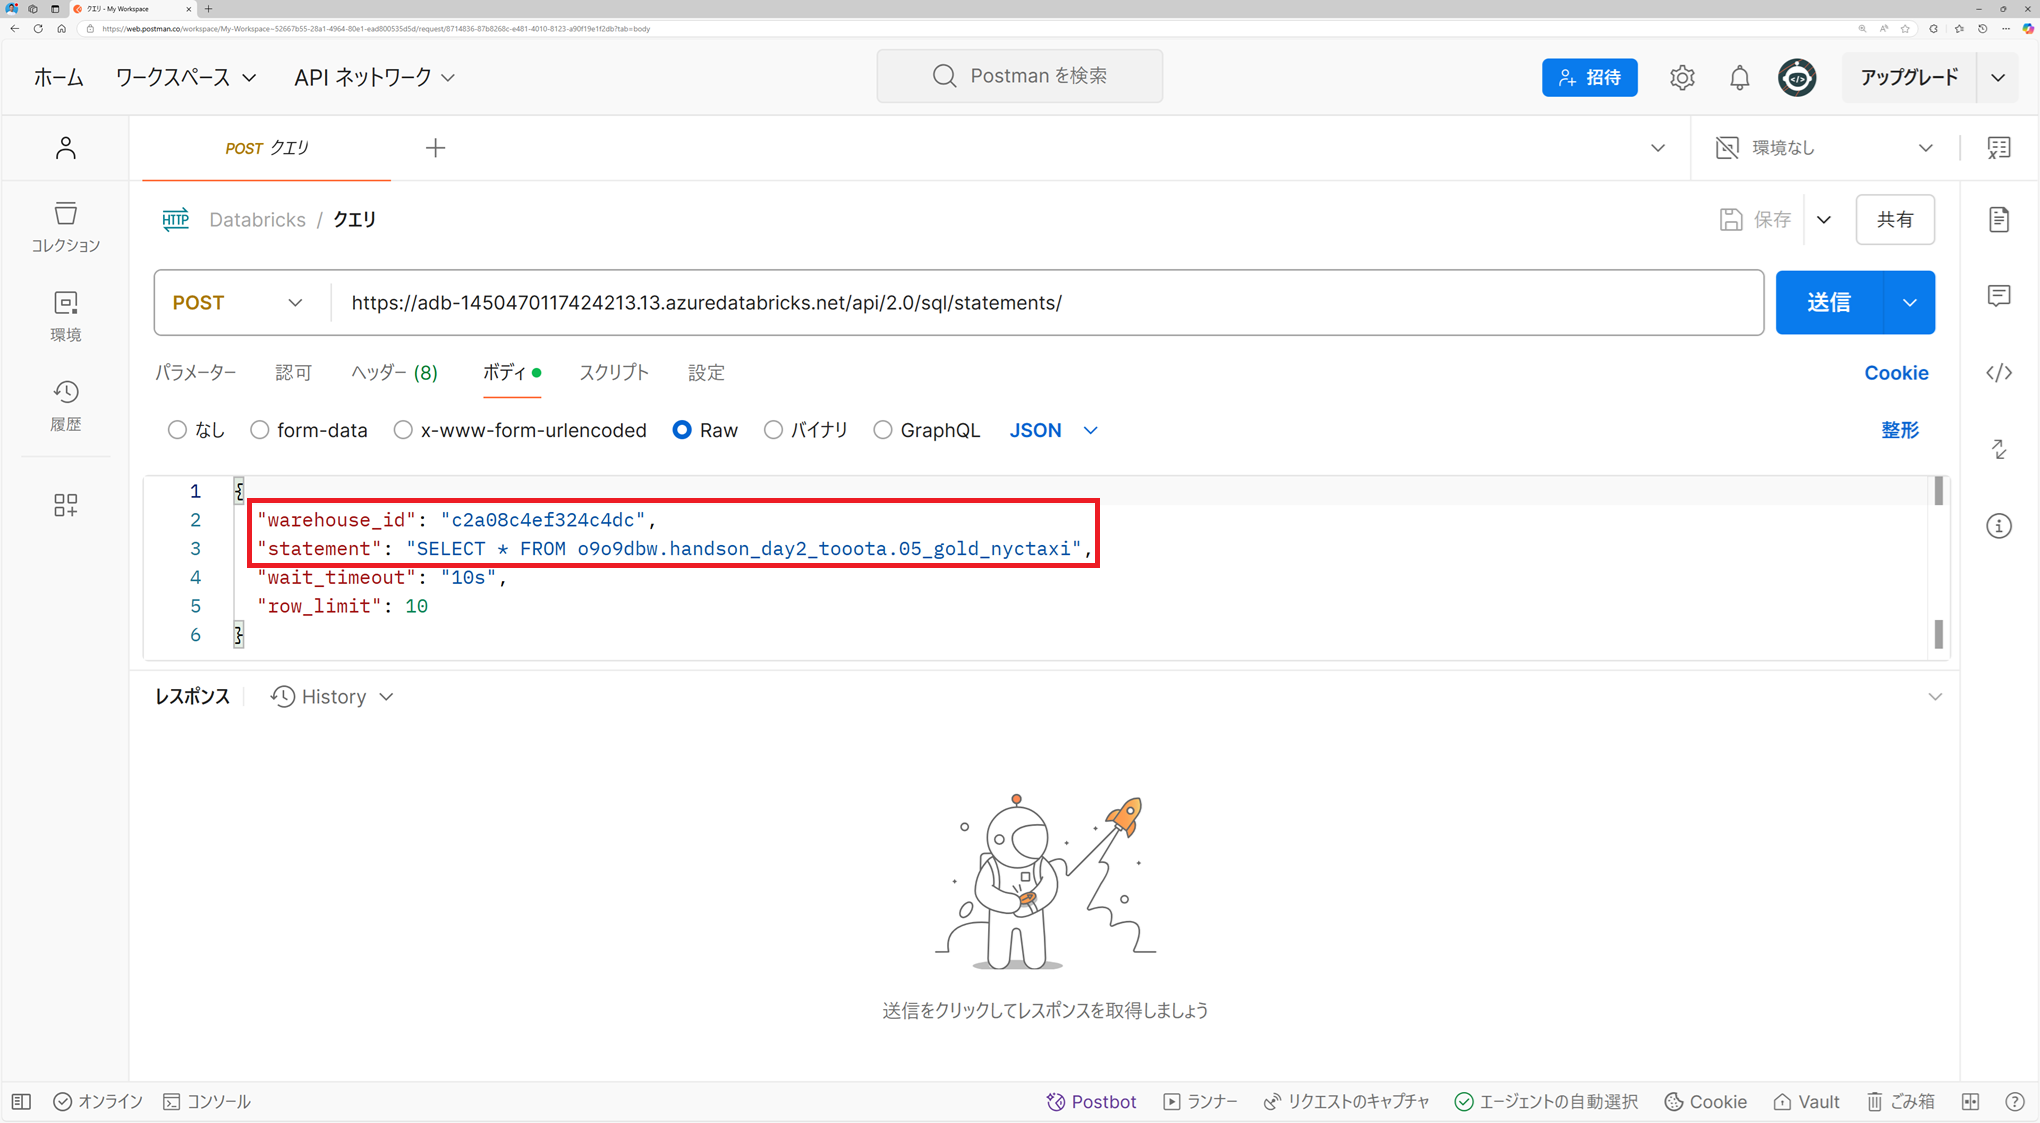 クエリ - My Workspace
https://web.postman.co/workspace/My-Workspace~52667b55-28a1-4964-80e1-ead800535d5d/request/8714836-87b8268c-e481-4010-8123-a90f19e1f2db?tab=body
ホーム ワークスペース API ネットワーク Postman を検索 招待 アップグレード
POST クエリ 環境なし
HTTP Databricks / クエリ 保存 共有
コレクション
環境
履歴
POST https://adb-1450470117424213.13.azuredatabricks.net/api/2.0/sql/statements/ 送信
パラメーター 認可 ヘッダー (8) ボディ スクリプト 設定 Cookie
なし form-data x-www-form-urlencoded Raw バイナリ GraphQL JSON 整形
1 {
2 "warehouse_id": "c2a08c4ef324c4dc",
3 "statement": "SELECT * FROM o9o9dbw.handson_day2_tooota.05_gold_nyctaxi",
4 "wait_timeout": "10s",
5 "row_limit": 10
6 }
レスポンス History
送信をクリックしてレスポンスを取得しましょう
オンライン コンソール Postbot ランナー リクエストのキャプチャ エージェントの自動選択 Cookie Vault ごみ箱